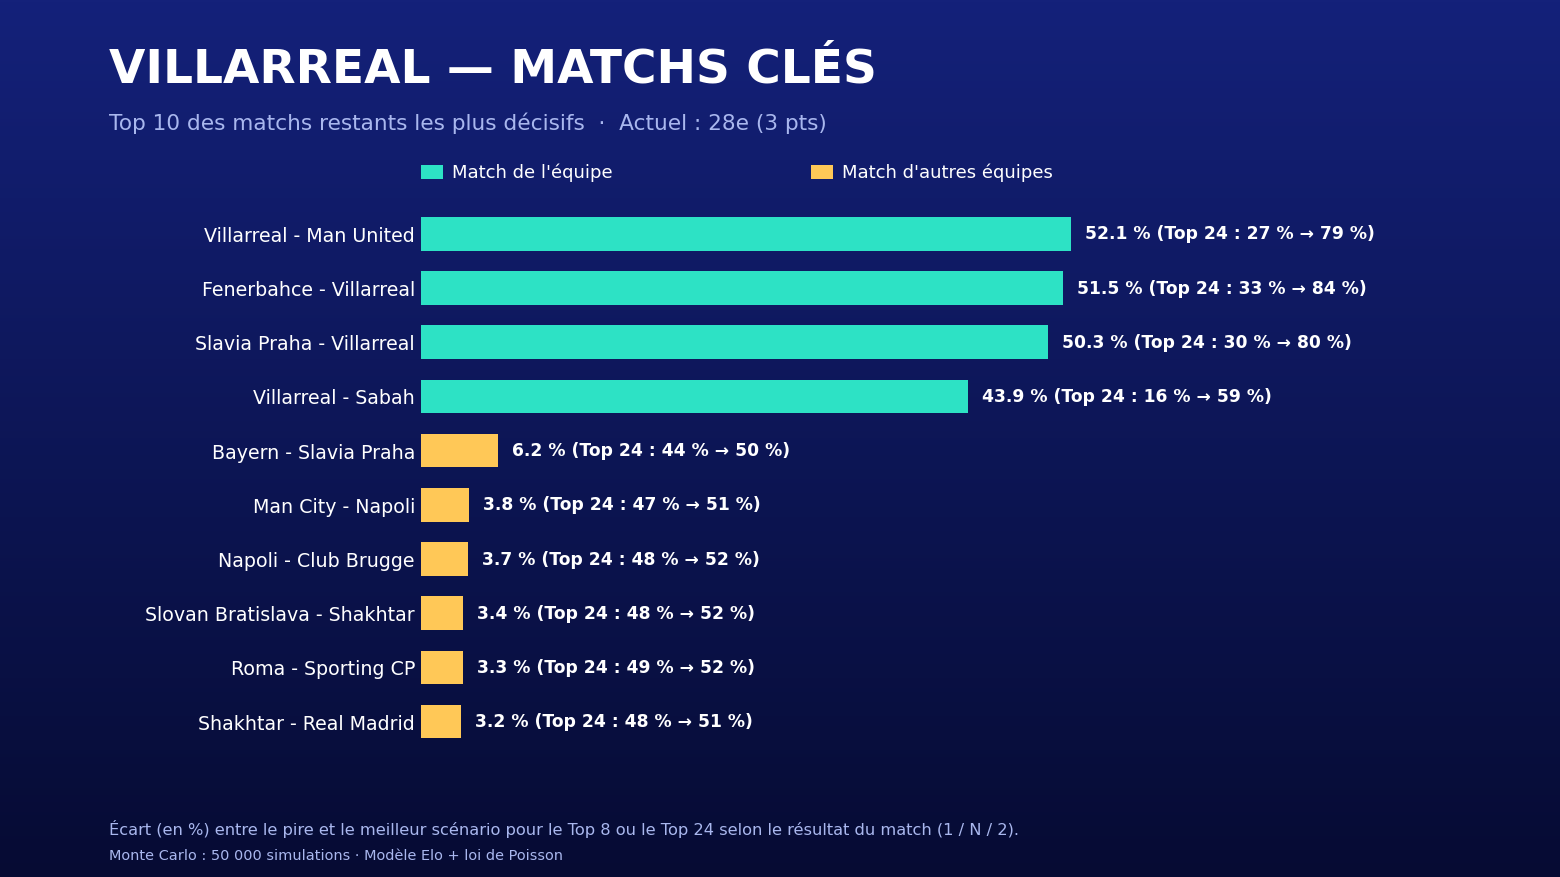 VILLARREAL — MATCHS CLÉS
Top 10 des matchs restants les plus décisifs · Actuel : 28e (3 pts)
Match de l'équipe
Match d'autres équipes
Villarreal - Man United 52.1 % (Top 24 : 27 % → 79 %)
Fenerbahce - Villarreal 51.5 % (Top 24 : 33 % → 84 %)
Slavia Praha - Villarreal 50.3 % (Top 24 : 30 % → 80 %)
Villarreal - Sabah 43.9 % (Top 24 : 16 % → 59 %)
Bayern - Slavia Praha 6.2 % (Top 24 : 44 % → 50 %)
Man City - Napoli 3.8 % (Top 24 : 47 % → 51 %)
Napoli - Club Brugge 3.7 % (Top 24 : 48 % → 52 %)
Slovan Bratislava - Shakhtar 3.4 % (Top 24 : 48 % → 52 %)
Roma - Sporting CP 3.3 % (Top 24 : 49 % → 52 %)
Shakhtar - Real Madrid 3.2 % (Top 24 : 48 % → 51 %)
Écart (en %) entre le pire et le meilleur scénario pour le Top 8 ou le Top 24 selon le résultat du match (1 / N / 2).
Monte Carlo : 50 000 simulations · Modèle Elo + loi de Poisson